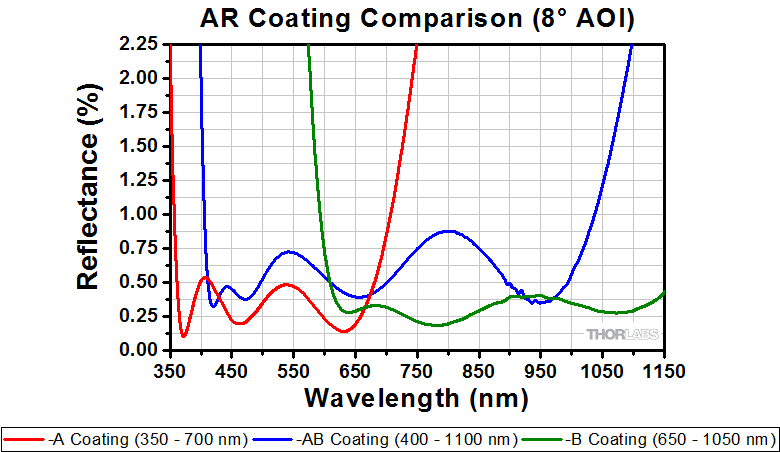 AR Coating Comparison (8° AOI)
Reflectance (%)
2.25
2.00
1.75
1.50
1.25
1.00
0.75
0.50
0.25
0.00
THORLABS
350 450 550 650 750 850 950 1050 1150
Wavelength (nm)
-A Coating (350 - 700 nm) -AB Coating (400 - 1100 nm) -B Coating (650 - 1050 nm)